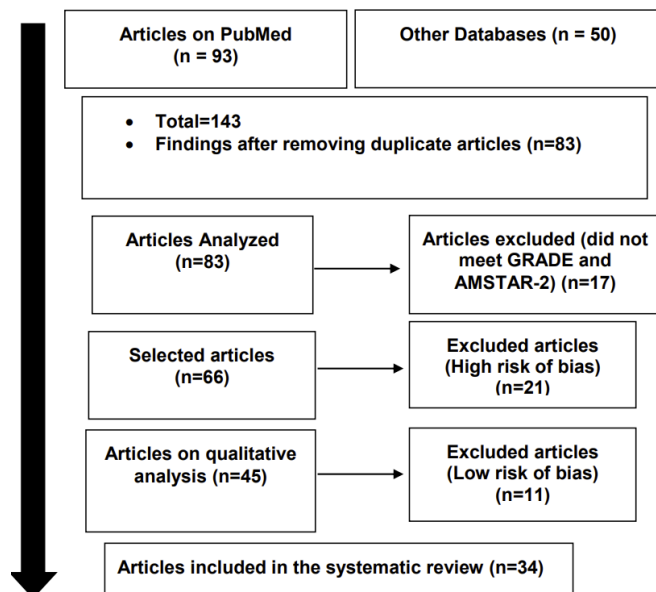 Articles on PubMed
(n = 93)
Other Databases (n = 50)
• Total=143
• Findings after removing duplicate articles (n=83)
Articles Analyzed
(n=83)
Articles excluded (did not
meet GRADE and
AMSTAR-2) (n=17)
Selected articles
(n=66)
Excluded articles
(High risk of bias)
(n=21)
Articles on qualitative
analysis (n=45)
Excluded articles
(Low risk of bias)
(n=11)
Articles included in the systematic review (n=34)